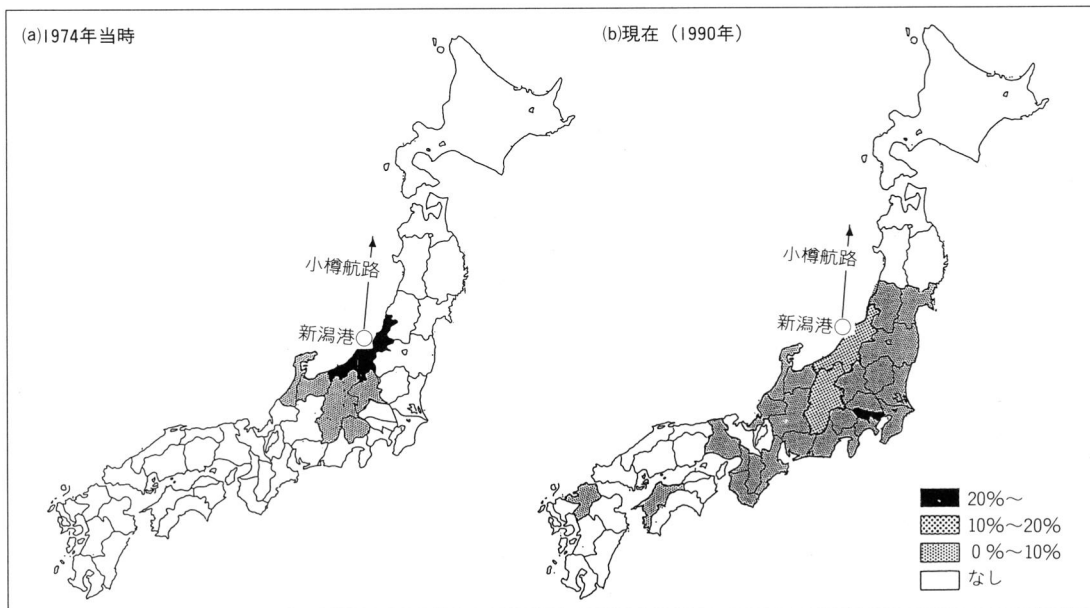 (a)1974年当時
小樽航路
新潟港
(b)現在（1990年）
小樽航路
新潟港
20%～
10%～20%
0%～10%
なし